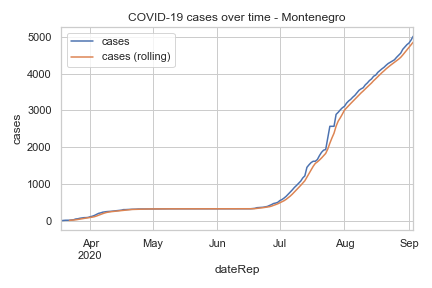 COVID-19 cases over time - Montenegro
cases
cases (rolling)
5000
4000
3000
2000
1000
0
cases
Apr
2020
May
Jun
Jul
Aug
Sep
dateRep